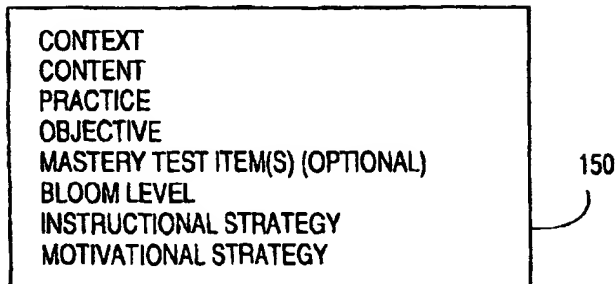 CONTEXT
CONTENT
PRACTICE
OBJECTIVE
MASTERY TEST ITEM(S) (OPTIONAL)
BLOOM LEVEL
INSTRUCTIONAL STRATEGY
MOTIVATIONAL STRATEGY
150